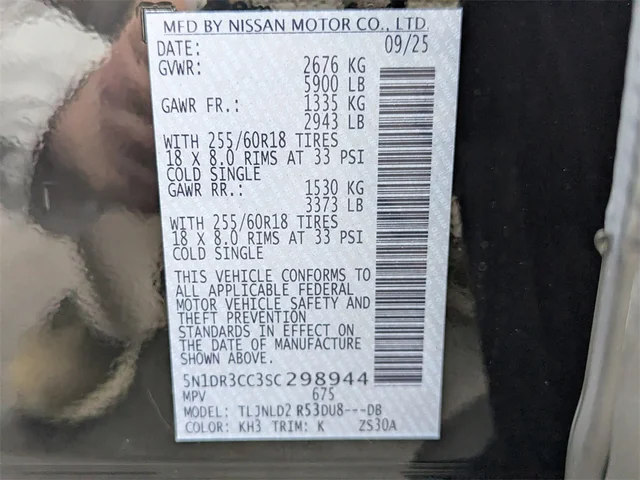 MFD BY NISSAN MOTOR CO., LTD.
DATE: 09/25
GVWR: 2676 KG
5900 LB
GAWR FR.: 1335 KG
2943 LB
WITH 255/60R18 TIRES
18 X 8.0 RIMS AT 33 PSI
COLD SINGLE
GAWR RR.: 1530 KG
3373 LB
WITH 255/60R18 TIRES
18 X 8.0 RIMS AT 33 PSI
COLD SINGLE
THIS VEHICLE CONFORMS TO
ALL APPLICABLE FEDERAL
MOTOR VEHICLE SAFETY AND
THEFT PREVENTION
STANDARDS IN EFFECT ON
THE DATE OF MANUFACTURE
SHOWN ABOVE.
5N1DR3CC3SC298944
MPV 675
MODEL: TLJNLD2 R53DU8---DB
COLOR: KH3 TRIM: K ZS30A